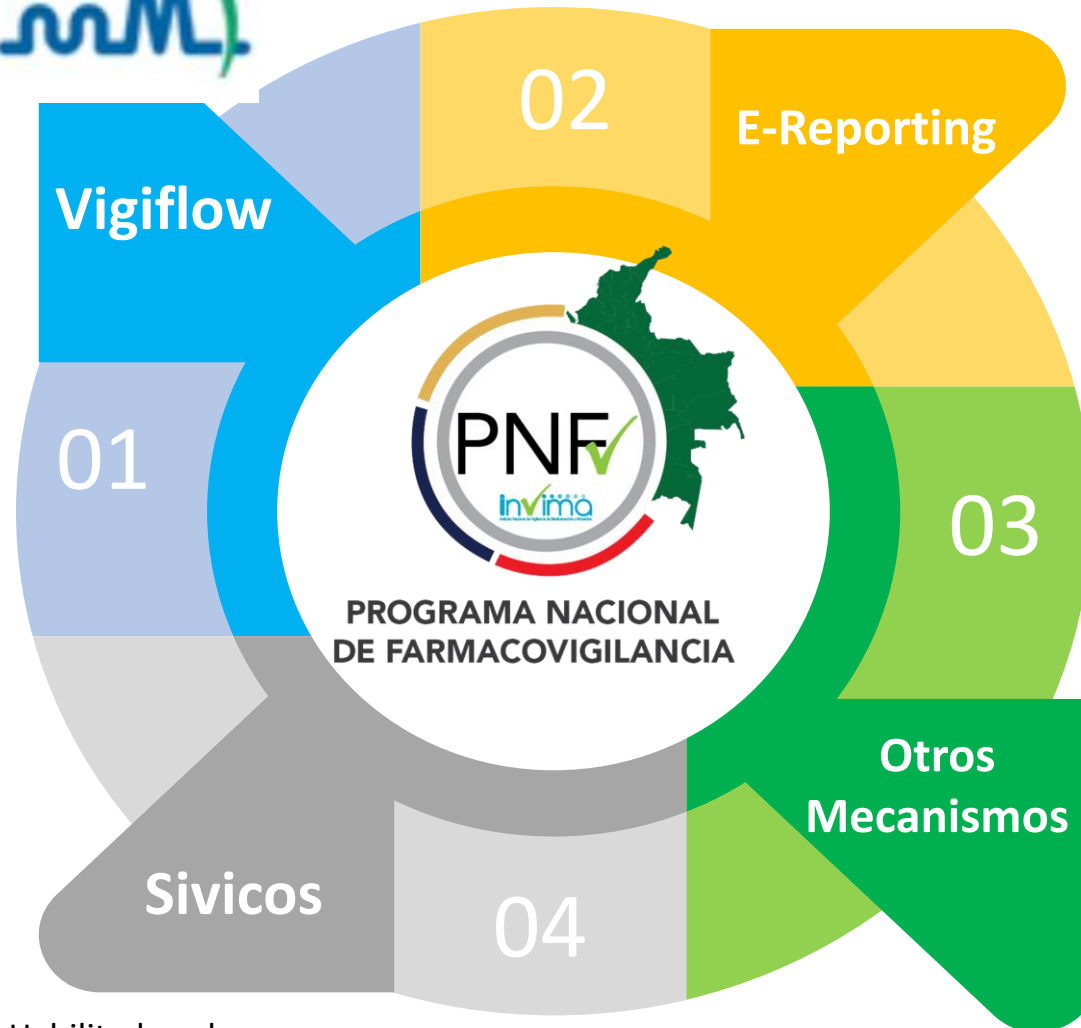 02
E-Reporting
Vigiflow
01
PNF
invima
PROGRAMA NACIONAL
DE FARMACOVIGILANCIA
03
Otros
Mecanismos
Sivicos
04